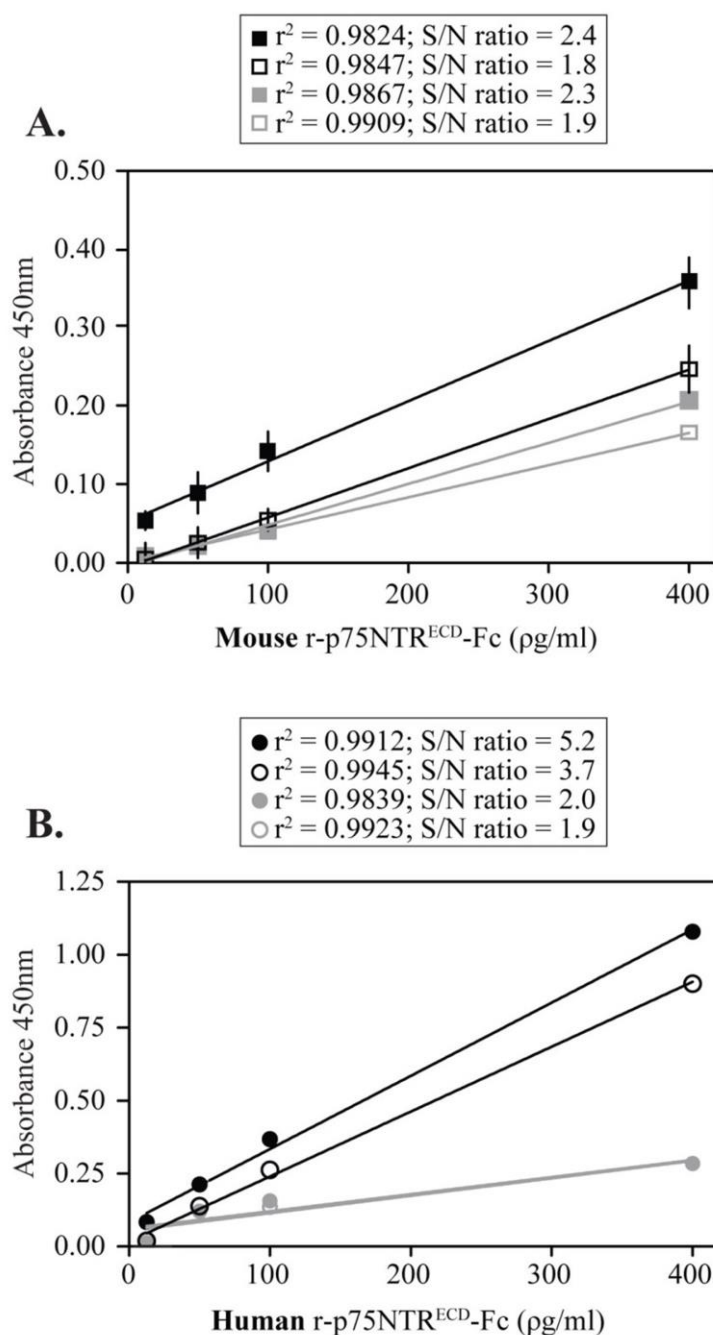 r² = 0.9824; S/N ratio = 2.4
r² = 0.9847; S/N ratio = 1.8
r² = 0.9867; S/N ratio = 2.3
r² = 0.9909; S/N ratio = 1.9
A.
0.50
0.40
0.30
0.20
0.10
0.00
Absorbance 450nm
0 100 200 300 400
Mouse r-p75NTRᴱᶜᴰ-Fc (ρg/ml)
r² = 0.9912; S/N ratio = 5.2
r² = 0.9945; S/N ratio = 3.7
r² = 0.9839; S/N ratio = 2.0
r² = 0.9923; S/N ratio = 1.9
B.
1.25
1.00
0.75
0.50
0.25
0.00
Absorbance 450nm
0 100 200 300 400
Human r-p75NTRᴱᶜᴰ-Fc (ρg/ml)